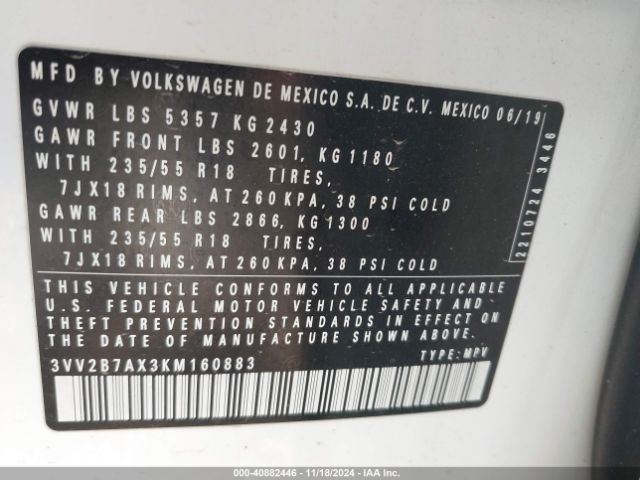 MFD BY VOLKSWAGEN DE MEXICO S.A. DE C.V. MEXICO 06/19
GVWR LBS 5357 KG 2430
GAWR FRONT LBS 2601, KG 1180
WITH 235/55 R18 TIRES,
7JX18 RIMS, AT 260 KPA, 38 PSI COLD
GAWR REAR LBS 2866, KG 1300
WITH 235/55 R18 TIRES,
7JX18 RIMS, AT 260 KPA, 38 PSI COLD
2210724 3446
THIS VEHICLE CONFORMS TO ALL APPLICABLE
U.S. FEDERAL MOTOR VEHICLE SAFETY AND
THEFT PREVENTION STANDARDS IN EFFECT ON
THE DATE OF MANUFACTURE SHOWN ABOVE.
3VV2B7AX3KM160883 TYPE: MPV
000-40882446 - 11/18/2024 - IAA Inc.